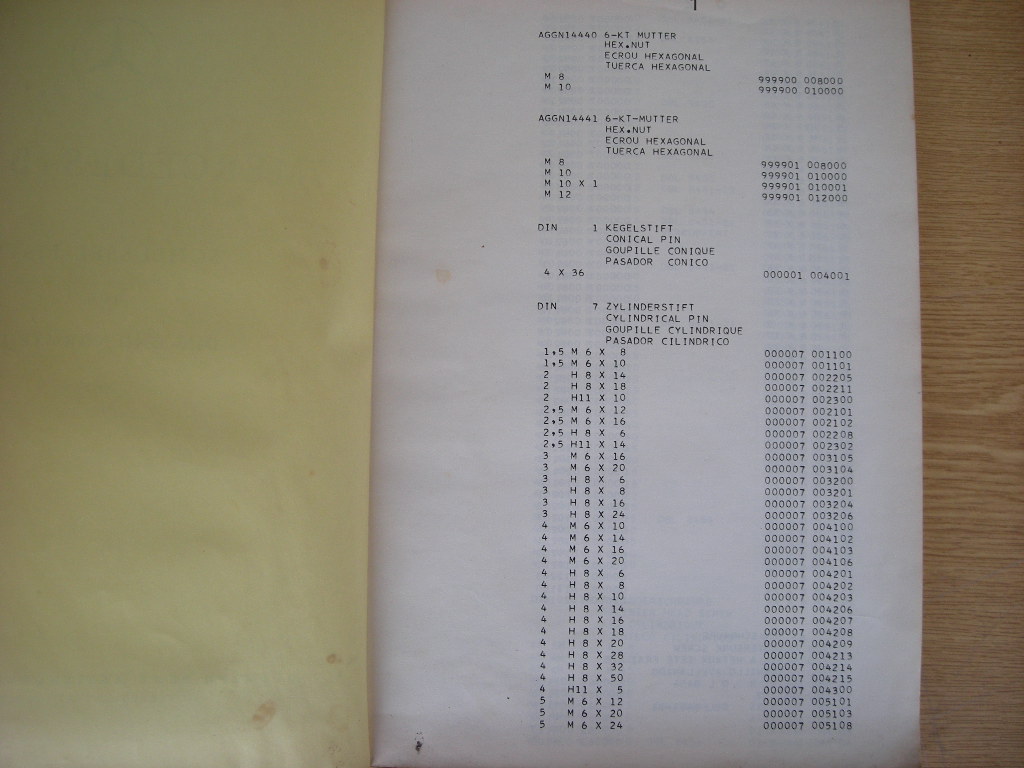 AGGN14440 6-KT MUTTER
HEX.NUT
ECROU HEXAGONAL
TUERCA HEXAGONAL
M 8 999900 008000
M 10 999900 010000
AGGN14441 6-KT-MUTTER
HEX.NUT
ECROU HEXAGONAL
TUERCA HEXAGONAL
M 8 999901 008000
M 10 999901 010000
M 10 X 1 999901 010001
M 12 999901 012000
DIN 1 KEGELSTIFT
CONICAL PIN
GOUPILLE CONIQUE
PASADOR CONICO
4 X 36 000001 004001
DIN 7 ZYLINDERSTIFT
CYLINDRICAL PIN
GOUPILLE CYLINDRIQUE
PASADOR CILINDRICO
1,5 M 6 X 8 000007 001100
1,5 M 6 X 10 000007 001101
2 H 8 X 14 000007 002205
2 H 8 X 18 000007 002211
2 H11 X 10 000007 002300
2,5 M 6 X 12 000007 002101
2,5 M 6 X 16 000007 002102
2,5 H 8 X 6 000007 002208
2,5 H11 X 14 000007 002302
3 M 6 X 16 000007 003105
3 M 6 X 20 000007 003104
3 H 8 X 6 000007 003200
3 H 8 X 8 000007 003201
3 H 8 X 16 000007 003204
3 H 8 X 24 000007 003206
4 M 6 X 10 000007 004100
4 M 6 X 14 000007 004102
4 M 6 X 16 000007 004103
4 M 6 X 20 000007 004106
4 H 8 X 6 000007 004201
4 H 8 X 8 000007 004202
4 H 8 X 10 000007 004203
4 H 8 X 14 000007 004206
4 H 8 X 16 000007 004207
4 H 8 X 18 000007 004208
4 H 8 X 20 000007 004209
4 H 8 X 28 000007 004213
4 H 8 X 32 000007 004214
4 H 8 X 50 000007 004215
4 H11 X 5 000007 004300
5 M 6 X 12 000007 005101
5 M 6 X 20 000007 005103
5 M 6 X 24 000007 005108